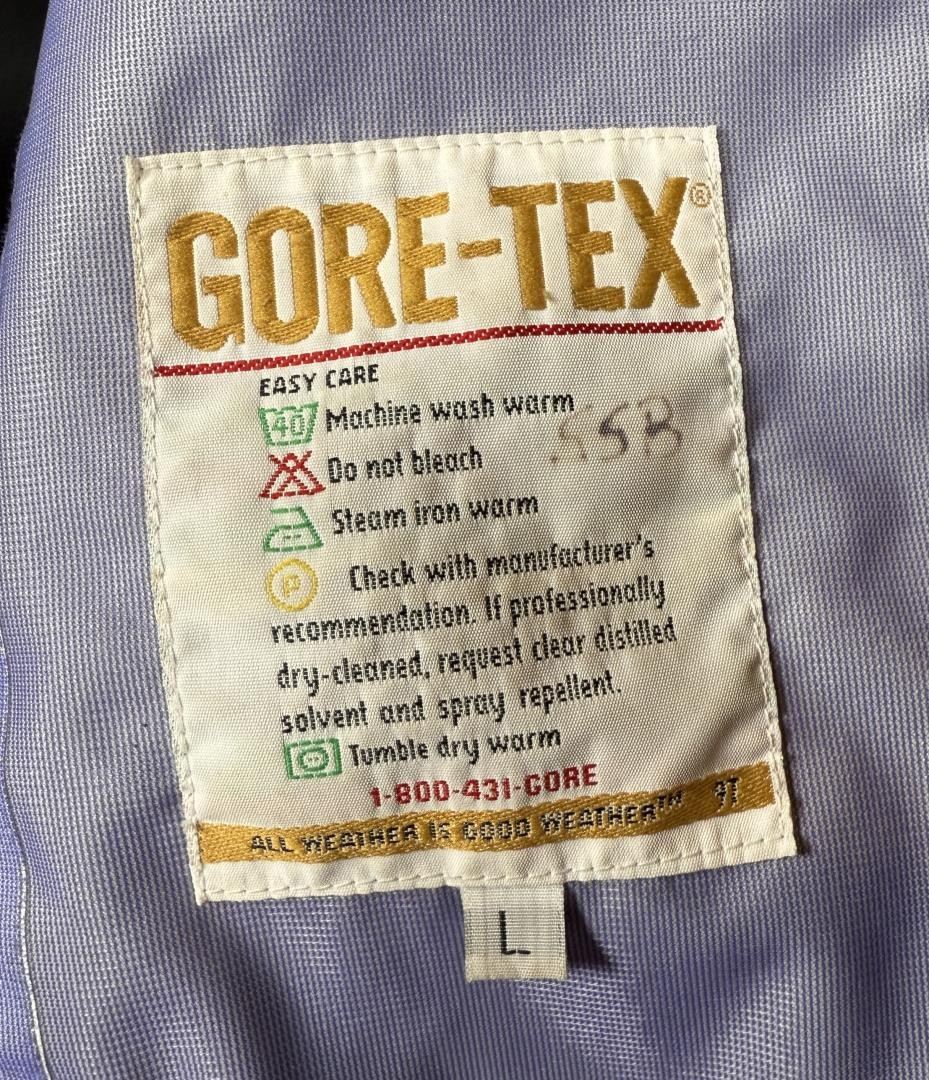 GORE-TEX®
EASY CARE
40 Machine wash warm
Do not bleach
Steam iron warm
P Check with manufacturer's
recommendation. If professionally
dry-cleaned, request clear distilled
solvent and spray repellent.
Tumble dry warm
1-800-431-GORE
ALL WEATHER IS GOOD WEATHER™ 9T
L